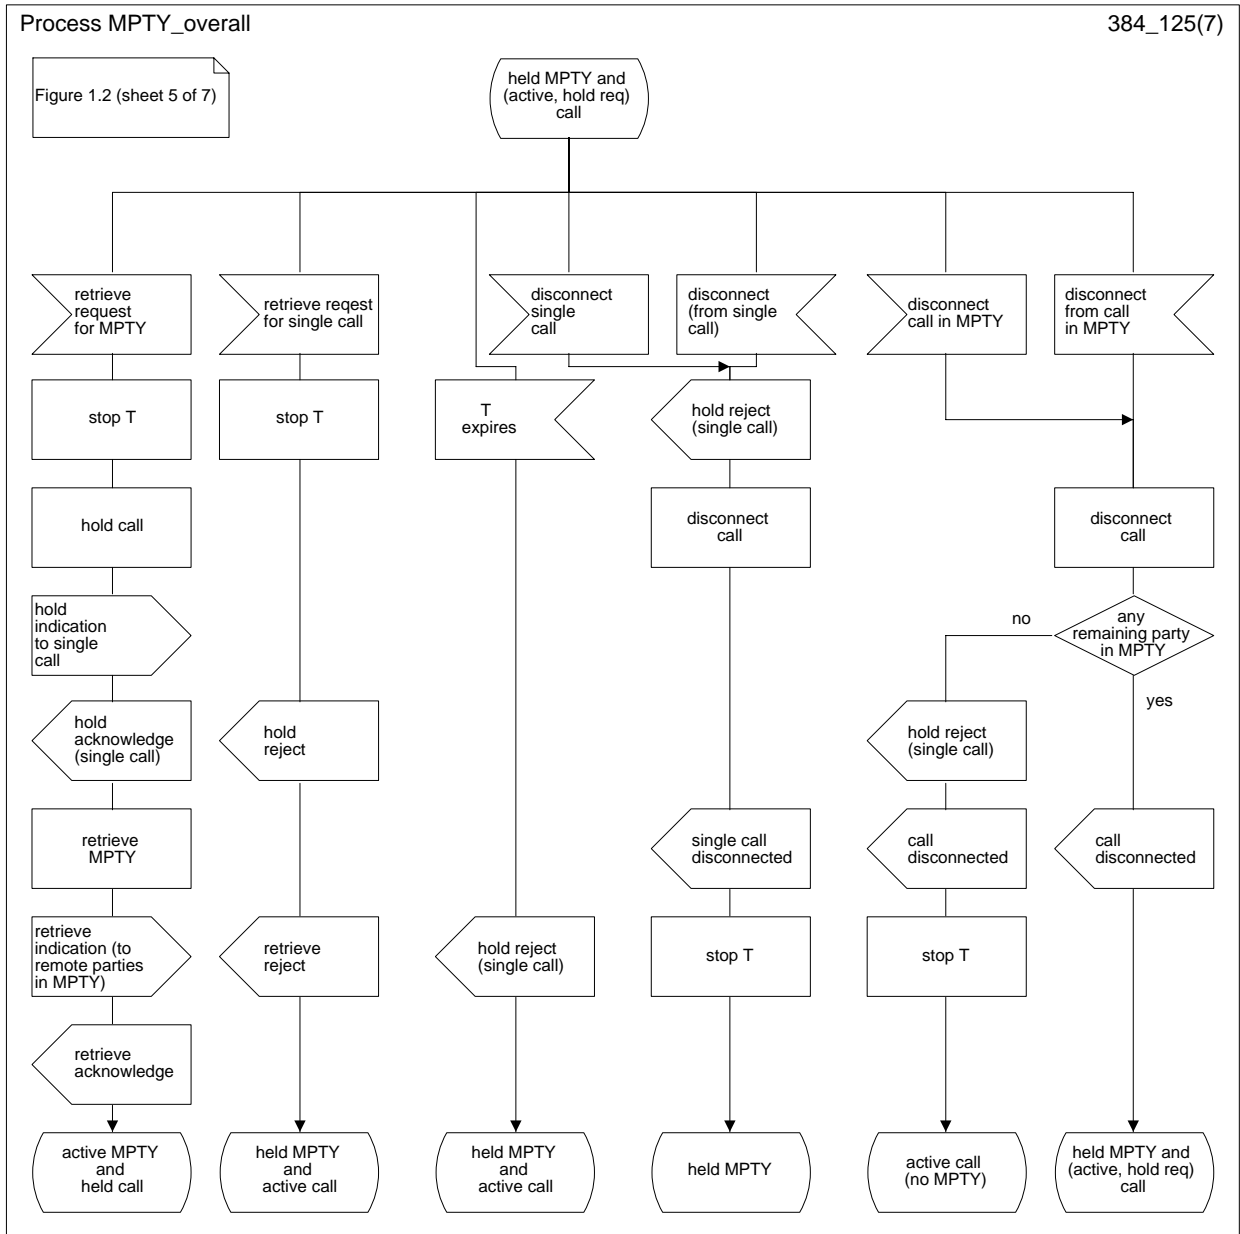 Process MPTY_overall
384_125(7)
Figure 1.2 (sheet 5 of 7)
held MPTY and
(active, hold req)
call
retrieve
request
for MPTY
retrieve reqest
for single call
disconnect
single
call
disconnect
(from single
call)
disconnect
call in MPTY
disconnect
from call
in MPTY
stop T
stop T
T
expires
hold reject
(single call)
hold call
disconnect
call
disconnect
call
hold
indication
to single
call
no
any
remaining party
in MPTY
yes
hold
acknowledge
(single call)
hold
reject
hold reject
(single call)
retrieve
MPTY
single call
disconnected
call
disconnected
call
disconnected
retrieve
indication (to
remote parties
in MPTY)
retrieve
reject
hold reject
(single call)
stop T
stop T
retrieve
acknowledge
active MPTY
and
held call
held MPTY
and
active call
held MPTY
and
active call
held MPTY
active call
(no MPTY)
held MPTY and
(active, hold req)
call